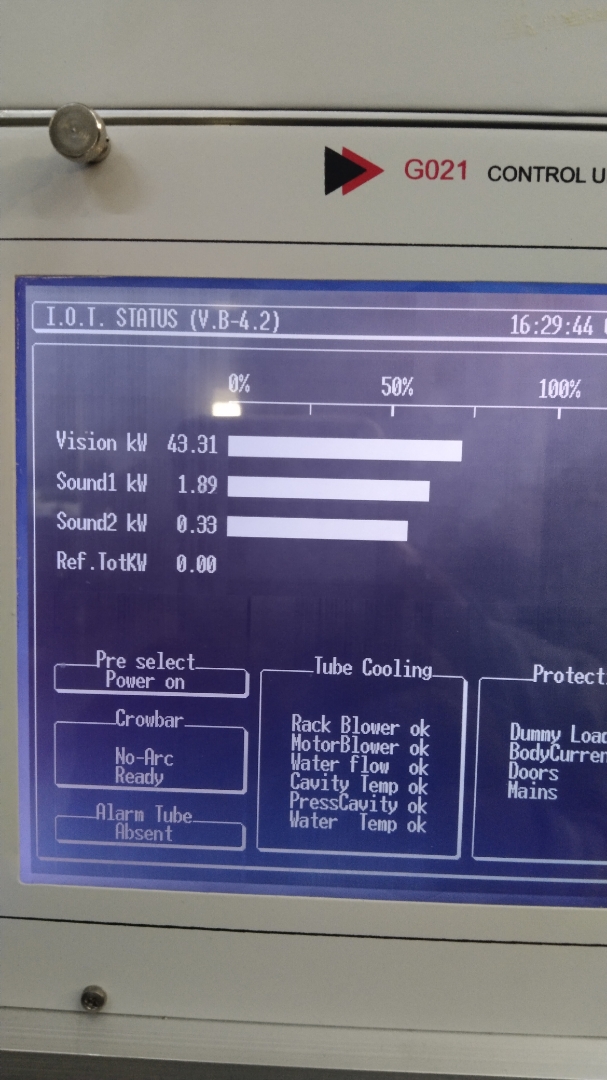 G021 CONTROL U
I.O.T. STATUS (V.B-4.2) 16:29:44
0% 50% 100%
Vision kW 43.31
Sound1 kW 1.89
Sound2 kW 0.33
Ref.TotKW 0.00
Pre select
Power on
Crowbar
No-Arc
Ready
Alarm Tube
Absent
Tube Cooling
Rack Blower ok
MotorBlower ok
Water flow ok
Cavity Temp ok
PressCavity ok
Water Temp ok
Protect
Dummy Load
BodyCurren
Doors
Mains